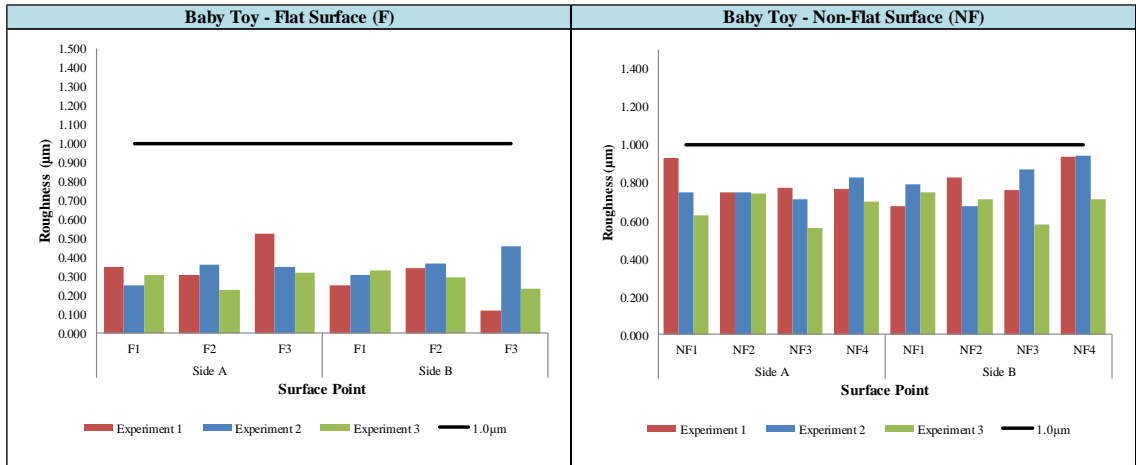 Baby Toy - Flat Surface (F)
Baby Toy - Non-Flat Surface (NF)
1.500
1.400
1.300
1.200
1.100
1.000
0.900
0.800
0.700
0.600
0.500
0.400
0.300
0.200
0.100
0.000
Roughness (µm)
F1 F2 F3 F1 F2 F3
Side A Side B
Surface Point
Experiment 1 Experiment 2 Experiment 3 1.0µm
1.400
1.200
1.000
0.800
0.600
0.400
0.200
0.000
Roughness (µm)
NF1 NF2 NF3 NF4 NF1 NF2 NF3 NF4
Side A Side B
Surface Point
Experiment 1 Experiment 2 Experiment 3 1.0µm